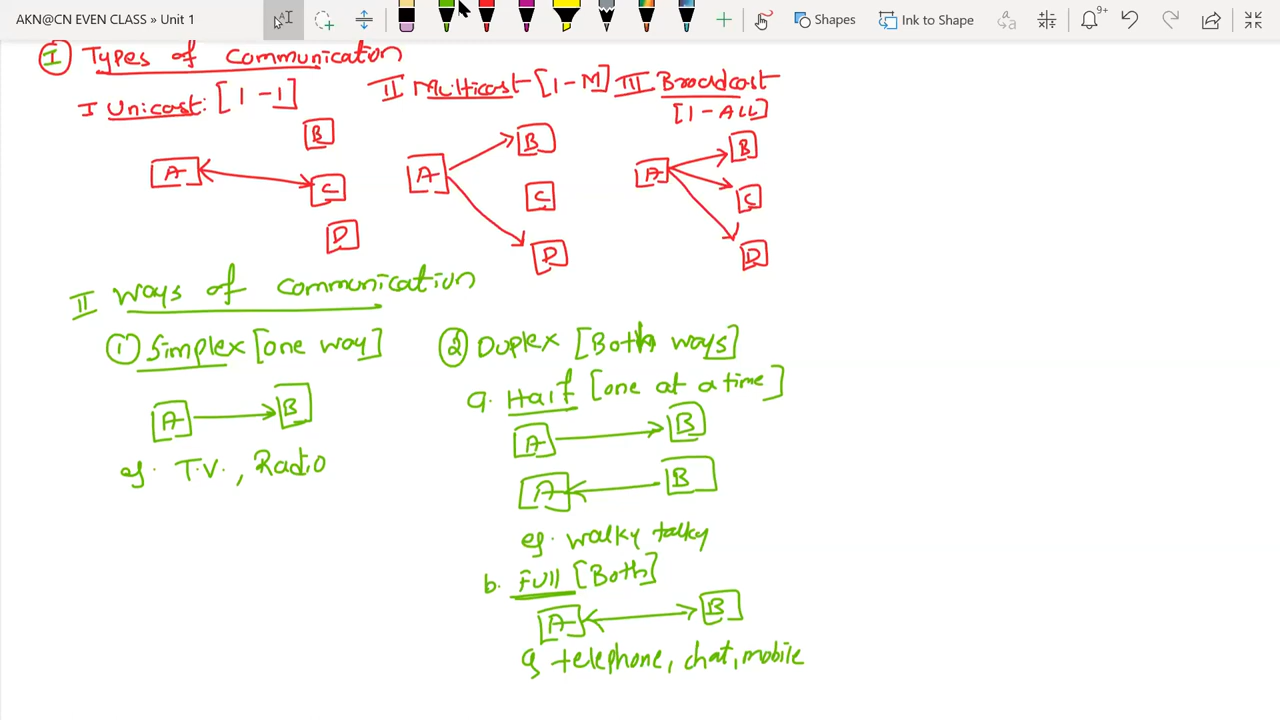 AKN@CN EVEN CLASS » Unit 1
Shapes
Ink to Shape
9+
I Types of communication
I Unicast: [1-1]
B
A
C
D
II Multicast [1-M]
B
A
C
D
III Broadcast
[1-ALL]
B
A
C
D
II Ways of communication
① Simplex [one way]
A
B
eg. T.V., Radio
② Duplex [Both ways]
a. Half [one at a time]
A
B
A
B
eg. walky talky
b. Full [Both]
A
B
eg telephone, chat, mobile